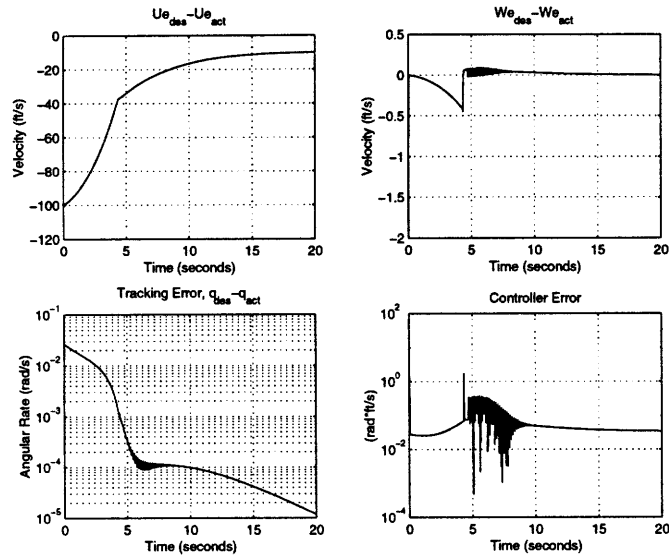 Ue_des−Ue_act
0
−20
−40
−60
−80
−100
−120
Velocity (ft/s)
0 5 10 15 20
Time (seconds)
We_des−We_act
0.5
0
−0.5
−1
−1.5
−2
Velocity (ft/s)
0 5 10 15 20
Time (seconds)
Tracking Error, q_des−q_act
10^−1
10^−2
10^−3
10^−4
10^−5
Angular Rate (rad/s)
0 5 10 15 20
Time (seconds)
Controller Error
10^2
10^0
10^−2
10^−4
(rad*ft/s)
0 5 10 15 20
Time (seconds)